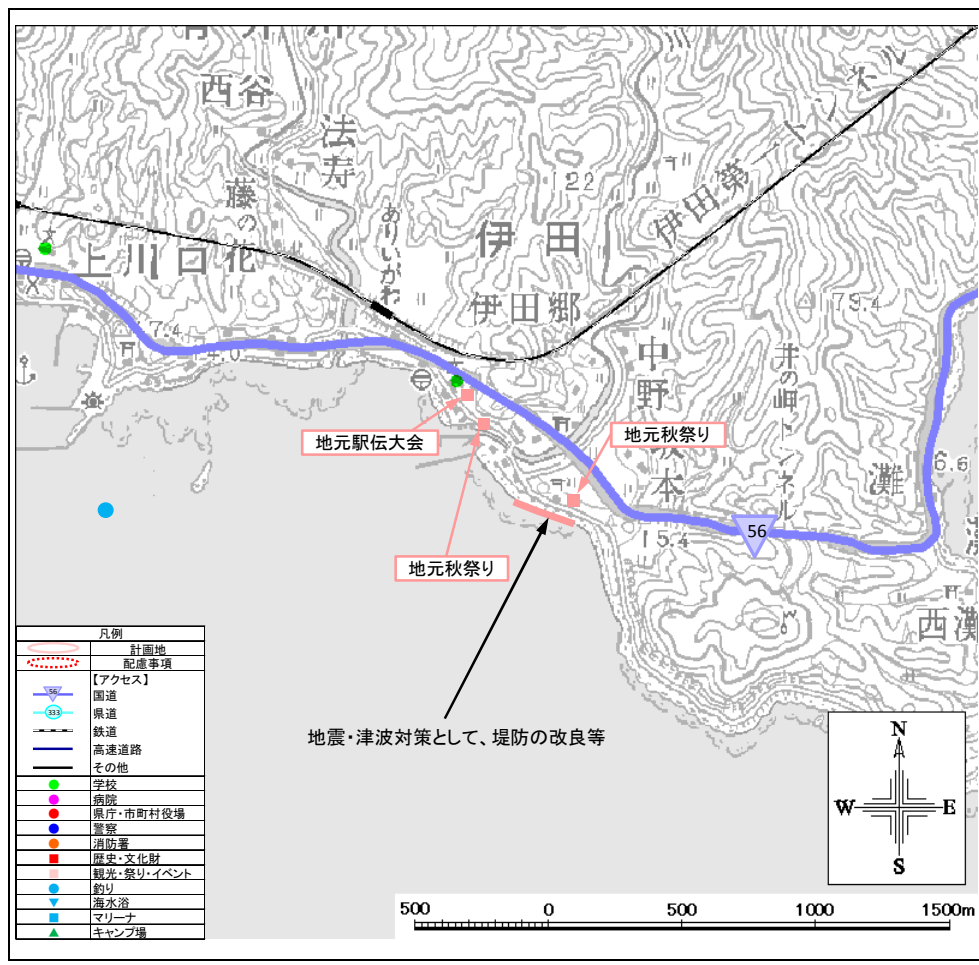 西谷
法寿
藤の
上川口
花
ありいがわ
122
伊田
伊田郷
伊田第一トンネル
中野
坂本
井の岬トンネル
79.4
灘
6.6
7.4
4.0
15.4
西灘
56
地元駅伝大会
地元秋祭り
地元秋祭り
地震・津波対策として、堤防の改良等
凡例
計画地
配慮事項
【アクセス】
56 国道
333 県道
鉄道
高速道路
その他
学校
病院
県庁・市町村役場
警察
消防署
歴史・文化財
観光・祭り・イベント
釣り
海水浴
マリーナ
キャンプ場
N
W E
S
500 0 500 1000 1500m